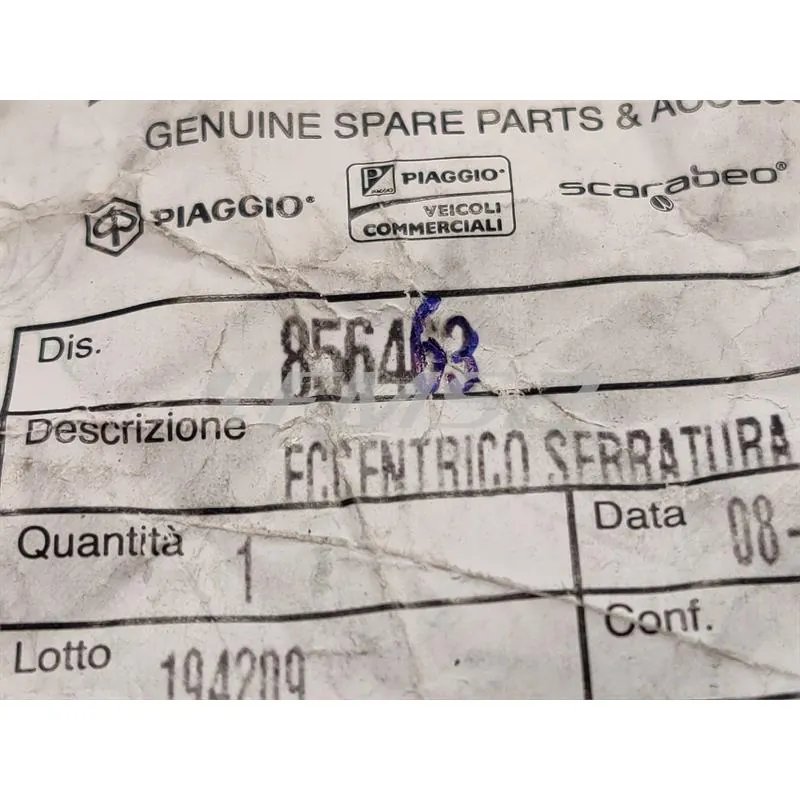 GENUINE SPARE PARTS &
PIAGGIO®
PIAGGIO®
VEICOLI
COMMERCIALI
scarabeo®
Dis. 856463
Descrizione ECCENTRICO SERRATURA
Quantità 1
Data 08-
Lotto 194209
Conf.